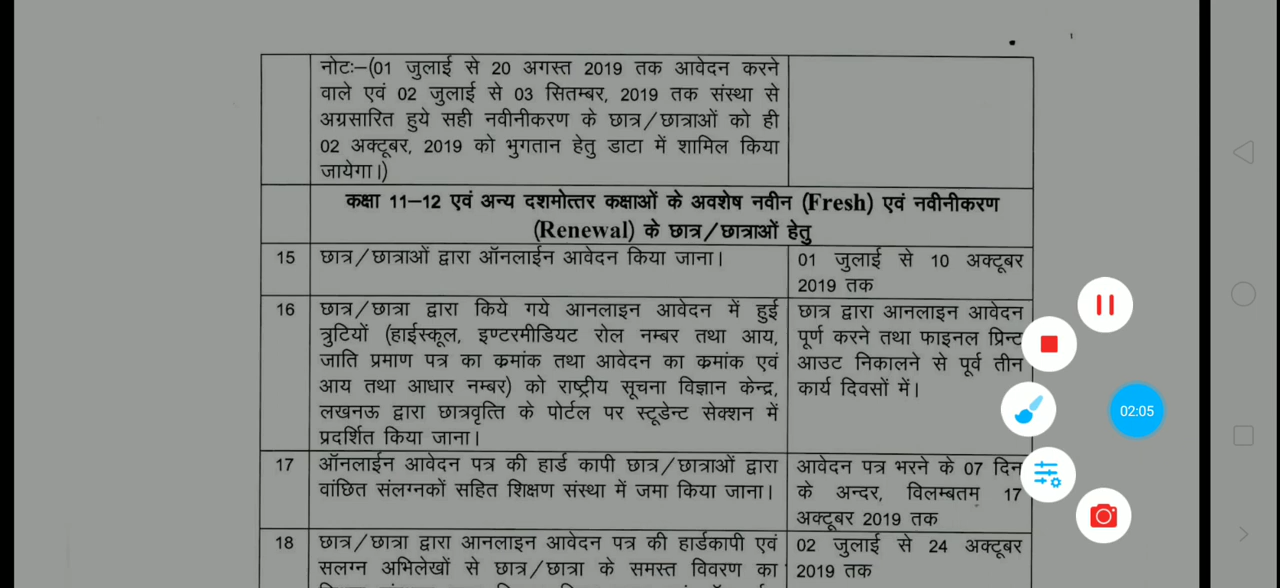 नोटः–(01 जुलाई से 20 अगस्त 2019 तक आवेदन करने
वाले एवं 02 जुलाई से 03 सितम्बर, 2019 तक संस्था से
अग्रसारित हुये सही नवीनीकरण के छात्र/छात्राओं को ही
02 अक्टूबर, 2019 को भुगतान हेतु डाटा में शामिल किया
जायेगा।)
कक्षा 11–12 एवं अन्य दशमोत्तर कक्षाओं के अवशेष नवीन (Fresh) एवं नवीनीकरण
(Renewal) के छात्र/छात्राओं हेतु
15 छात्र/छात्राओं द्वारा ऑनलाईन आवेदन किया जाना।
01 जुलाई से 10 अक्टूबर
2019 तक
16 छात्र/छात्रा द्वारा किये गये आनलाइन आवेदन में हुई
त्रुटियों (हाईस्कूल, इण्टरमीडियट रोल नम्बर तथा आय,
जाति प्रमाण पत्र का क्रमांक तथा आवेदन का क्रमांक एवं
आय तथा आधार नम्बर) को राष्ट्रीय सूचना विज्ञान केन्द्र,
लखनऊ द्वारा छात्रवृत्ति के पोर्टल पर स्टूडेन्ट सेक्शन में
प्रदर्शित किया जाना।
छात्र द्वारा आनलाइन आवेदन
पूर्ण करने तथा फाइनल प्रिन्ट
आउट निकालने से पूर्व तीन
कार्य दिवसों में।
17 ऑनलाईन आवेदन पत्र की हार्ड कापी छात्र/छात्राओं द्वारा
वांछित संलग्नकों सहित शिक्षण संस्था में जमा किया जाना।
आवेदन पत्र भरने के 07 दिन
के अन्दर, विलम्बतम 17
अक्टूबर 2019 तक
18 छात्र/छात्रा द्वारा आनलाइन आवेदन पत्र की हार्डकापी एवं
सलग्न अभिलेखों से छात्र/छात्रा के समस्त विवरण का
02 जुलाई से 24 अक्टूबर
2019 तक
02:05